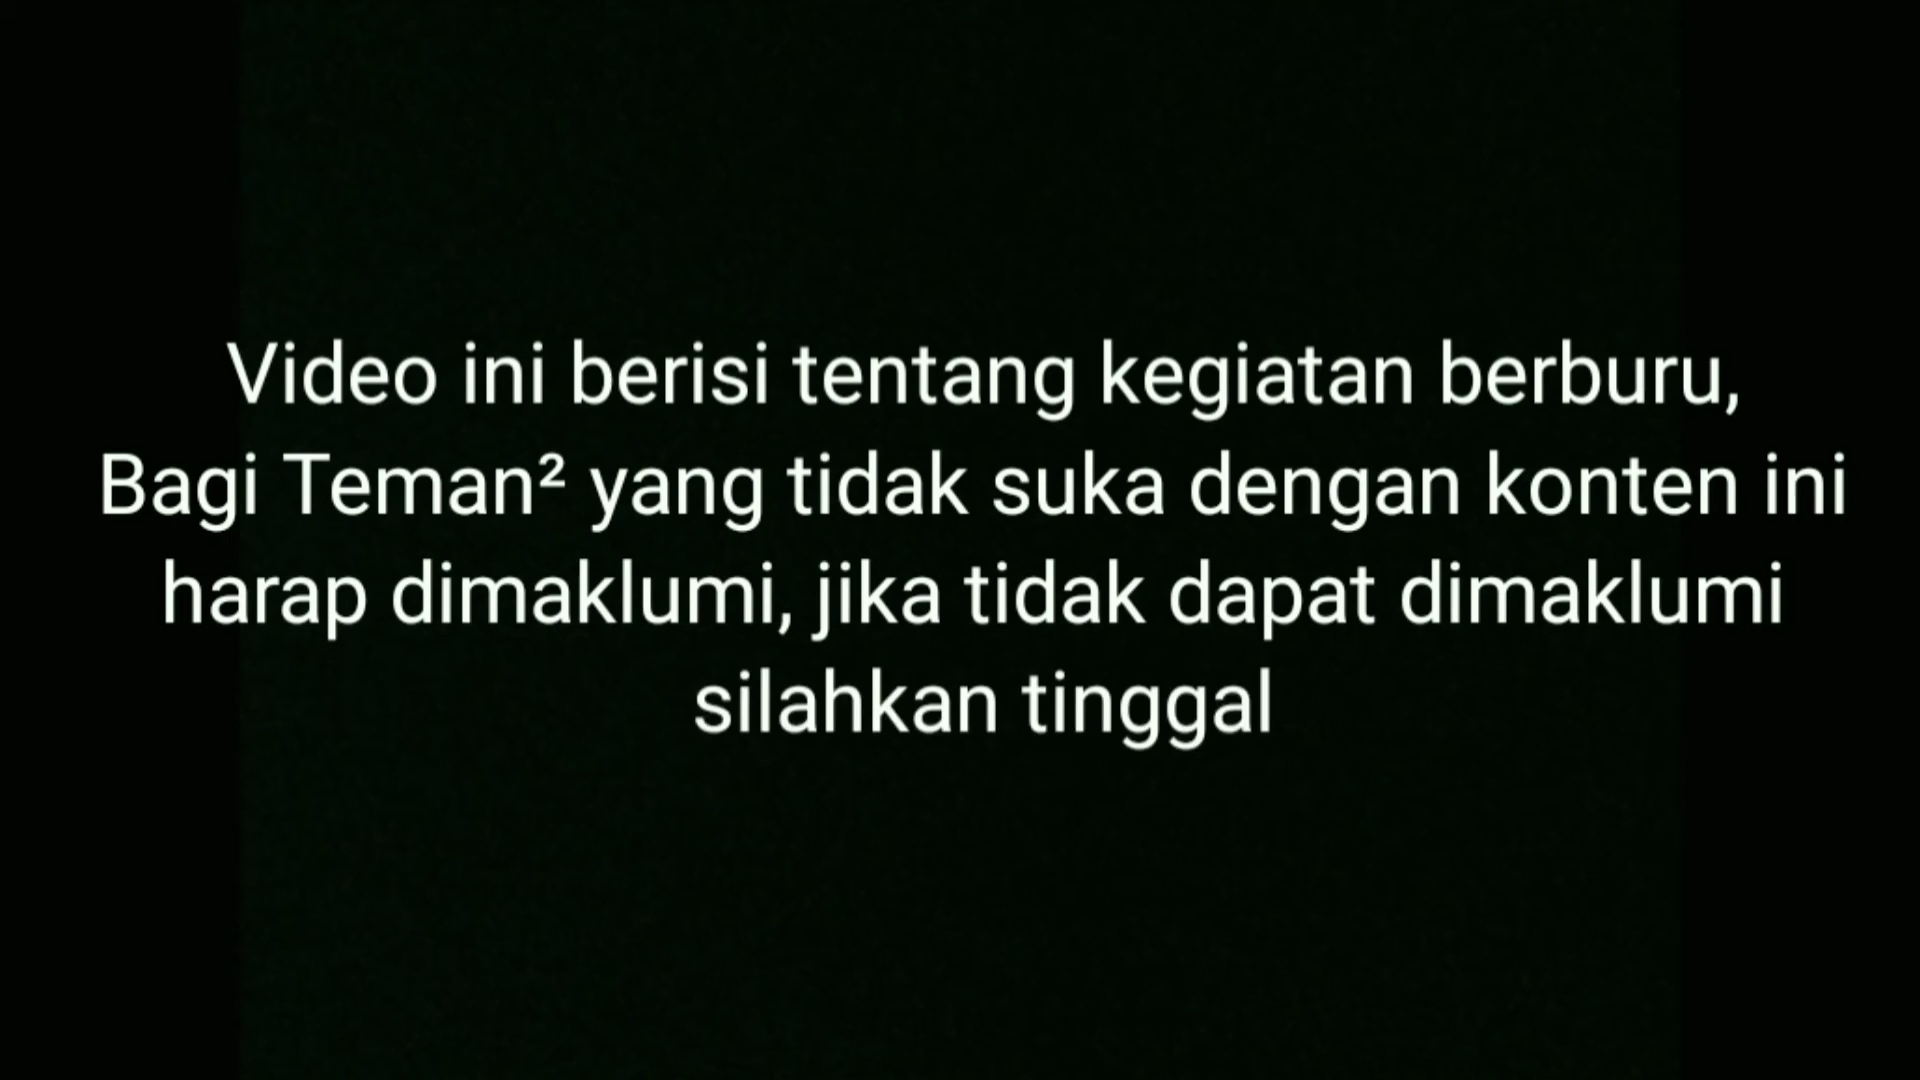 Video ini berisi tentang kegiatan berburu,
Bagi Teman² yang tidak suka dengan konten ini
harap dimaklumi, jika tidak dapat dimaklumi
silahkan tinggal